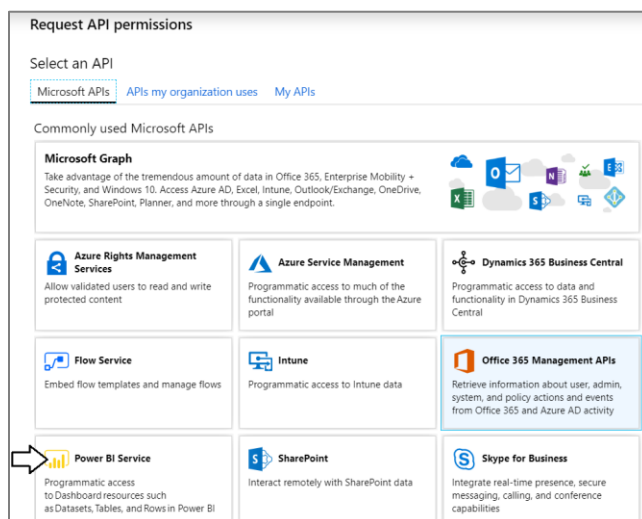 Request API permissions
Select an API
Microsoft APIs APIs my organization uses My APIs
Commonly used Microsoft APIs
Microsoft Graph
Take advantage of the tremendous amount of data in Office 365, Enterprise Mobility +
Security, and Windows 10. Access Azure AD, Excel, Intune, Outlook/Exchange, OneDrive,
OneNote, SharePoint, Planner, and more through a single endpoint.
Azure Rights Management
Services
Allow validated users to read and write
protected content
Azure Service Management
Programmatic access to much of the
functionality available through the Azure
portal
Dynamics 365 Business Central
Programmatic access to data and
functionality in Dynamics 365 Business
Central
Flow Service
Embed flow templates and manage flows
Intune
Programmatic access to Intune data
Office 365 Management APIs
Retrieve information about user, admin,
system, and policy actions and events
from Office 365 and Azure AD activity
Power BI Service
Programmatic access
to Dashboard resources such
as Datasets, Tables, and Rows in Power BI
SharePoint
Interact remotely with SharePoint data
Skype for Business
Integrate real-time presence, secure
messaging, calling, and conference
capabilities